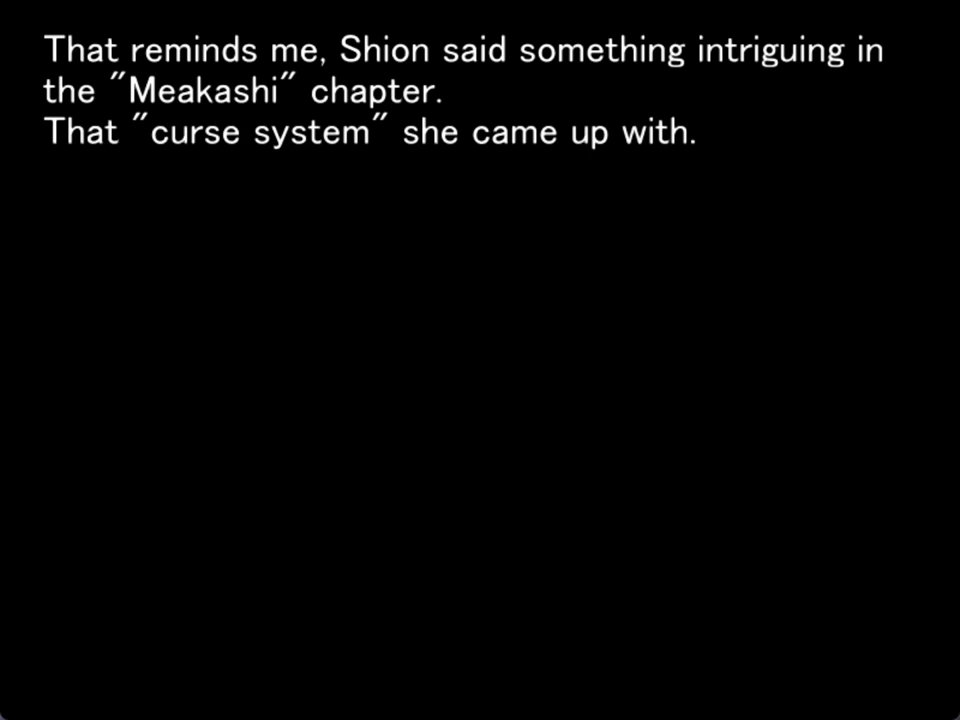 That reminds me, Shion said something intriguing in
the "Meakashi" chapter.
That "curse system" she came up with.